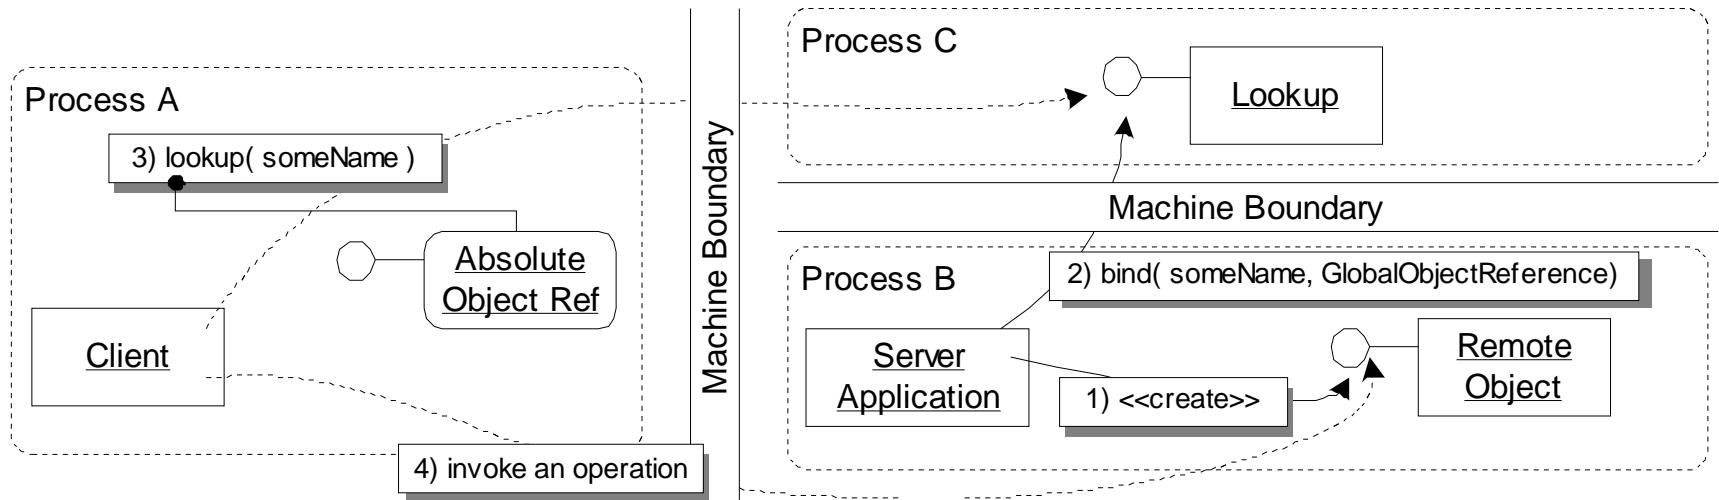 Process A
3) lookup( someName )
Absolute
Object Ref
Client
4) invoke an operation
Machine Boundary
Process C
Lookup
Machine Boundary
Process B
2) bind( someName, GlobalObjectReference)
Server
Application
1) <<create>>
Remote
Object